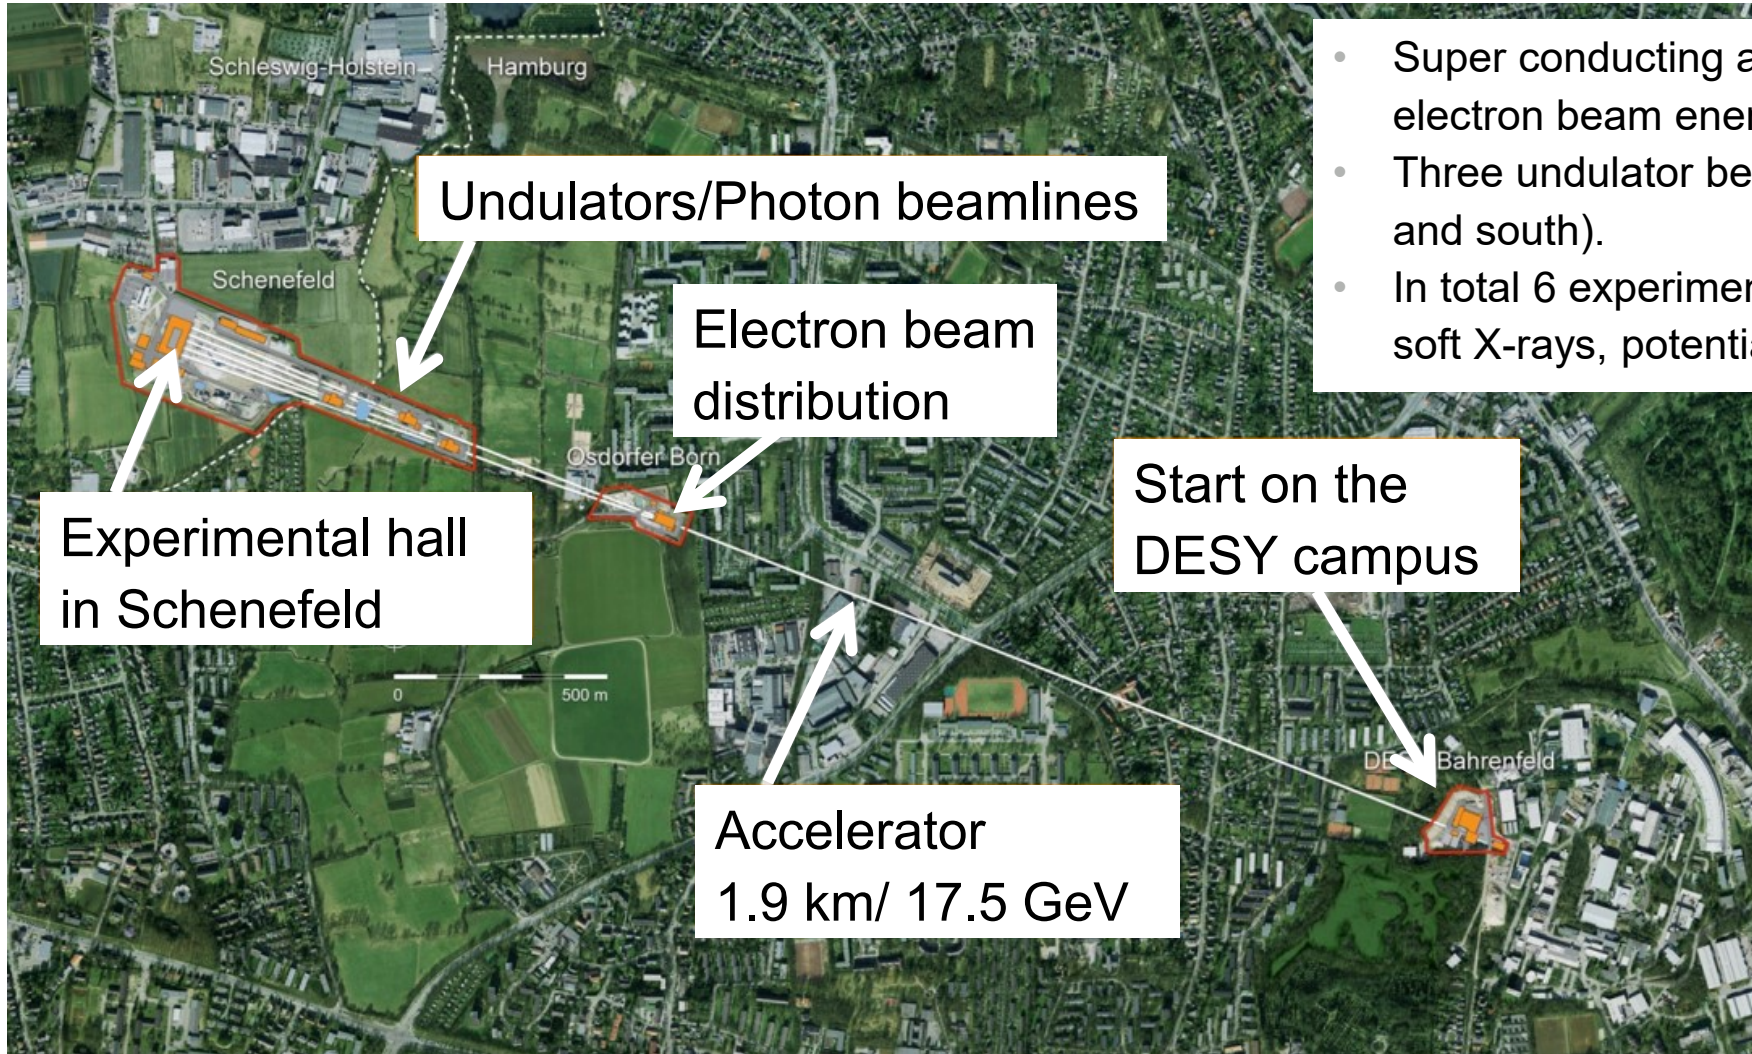 Schleswig-Holstein
Hamburg
Super conducting
electron beam
Three undulator
and south).
In total 6
soft X-rays,
Undulators/Photon beamlines
Schenefeld
Electron beam
distribution
Osdorfer Born
Start on the
DESY campus
Experimental hall
in Schenefeld
0
500 m
Bahrenfeld
Accelerator
1.9 km/ 17.5 GeV